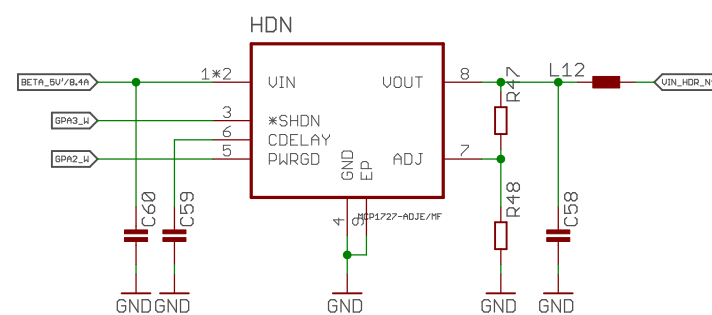 HDN
BETA_5V'/8.4A
1*2
VIN
VOUT
8
R47
L12
VIN_HDR_N
GPA3_W
3
*SHDN
6
CDELAY
GPA2_W
5
PWRGD
GND
EP
ADJ
7
C60
C59
4
9
MCP1727-ADJE/MF
R48
C58
GND
GND
GND
GND
GND